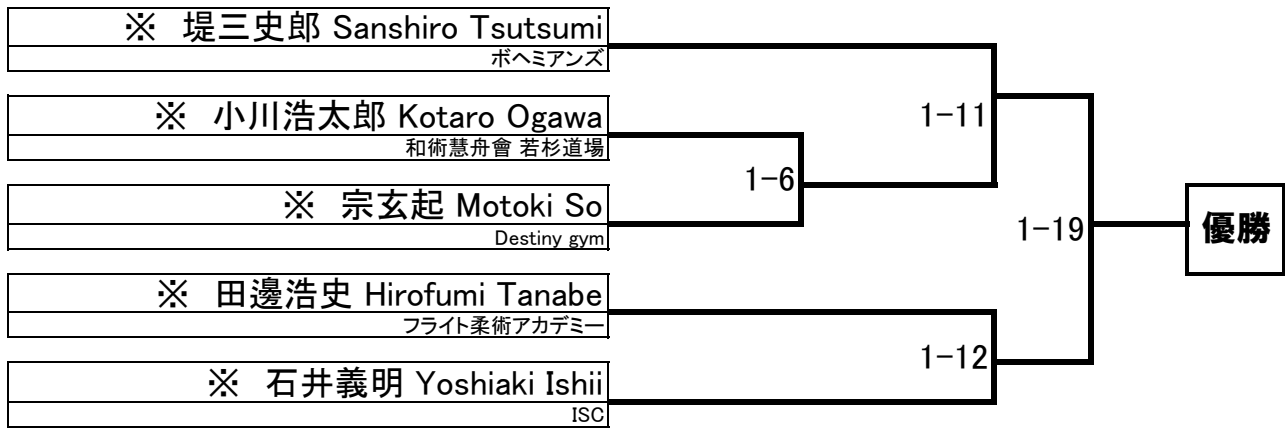 ※ 堤三史郎 Sanshiro Tsutsumi
ボヘミアンズ
※ 小川浩太郎 Kotaro Ogawa
和術慧舟會 若杉道場
※ 宗玄起 Motoki So
Destiny gym
※ 田邊浩史 Hirofumi Tanabe
フライト柔術アカデミー
※ 石井義明 Yoshiaki Ishii
ISC
1-6
1-11
1-12
1-19
優勝